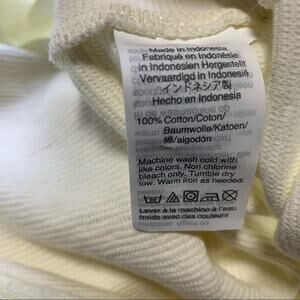 Made in Indonesia
Fabriqué en Indonésie
in Indonesien Hergestellt
Vervaardigd in Indonesië
インドネシア製
Hecho en Indonesia
100% Cotton/Coton/
Baumwolle/Katoen/
綿/algodón
Machine wash cold with
like colors. Non chlorine
bleach only. Tumble dry
low. Warm iron as needed.
Laver à la machine à l'eau
froide avec des couleurs